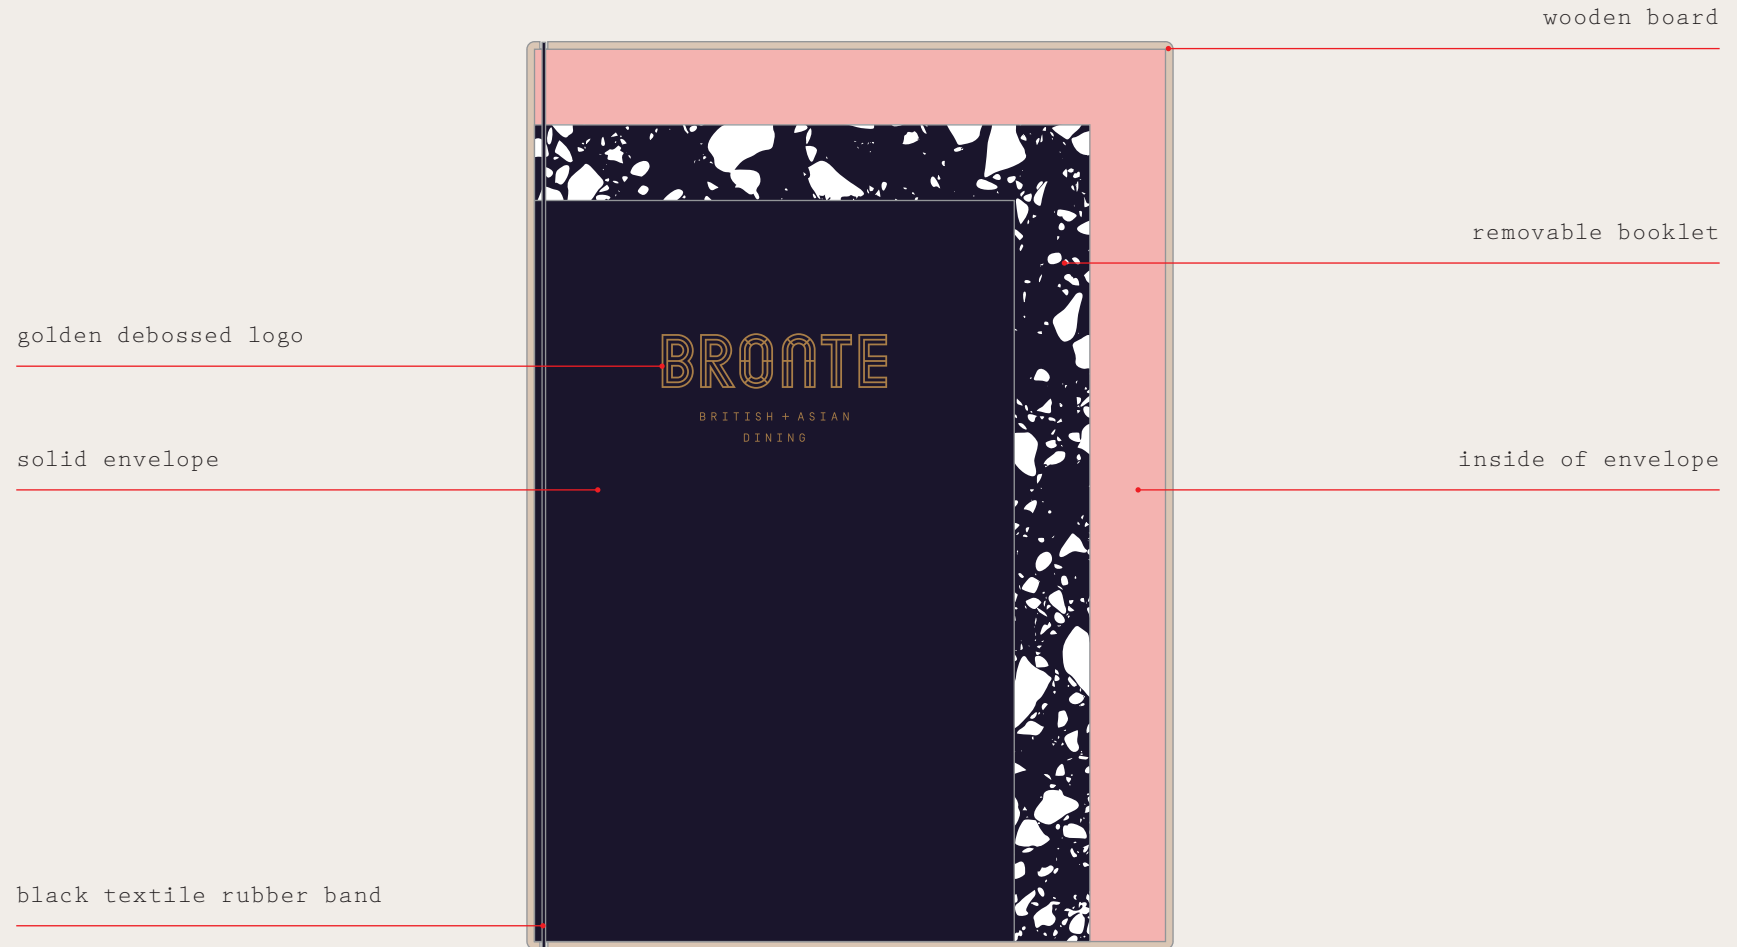 wooden board
removable booklet
golden debossed logo
BRONTE
BRITISH + ASIAN
DINING
solid envelope
inside of envelope
black textile rubber band